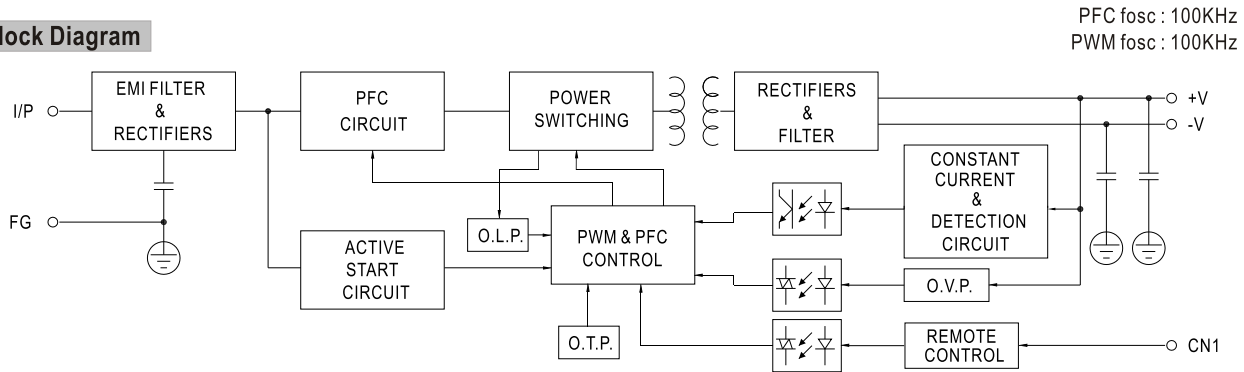 PFC fosc : 100KHz
PWM fosc : 100KHz
lock Diagram
I/P
EMI FILTER
&
RECTIFIERS
PFC
CIRCUIT
POWER
SWITCHING
RECTIFIERS
&
FILTER
+V
-V
FG
CONSTANT
CURRENT
&
DETECTION
CIRCUIT
O.L.P.
PWM & PFC
CONTROL
ACTIVE
START
CIRCUIT
O.V.P.
O.T.P.
REMOTE
CONTROL
CN1